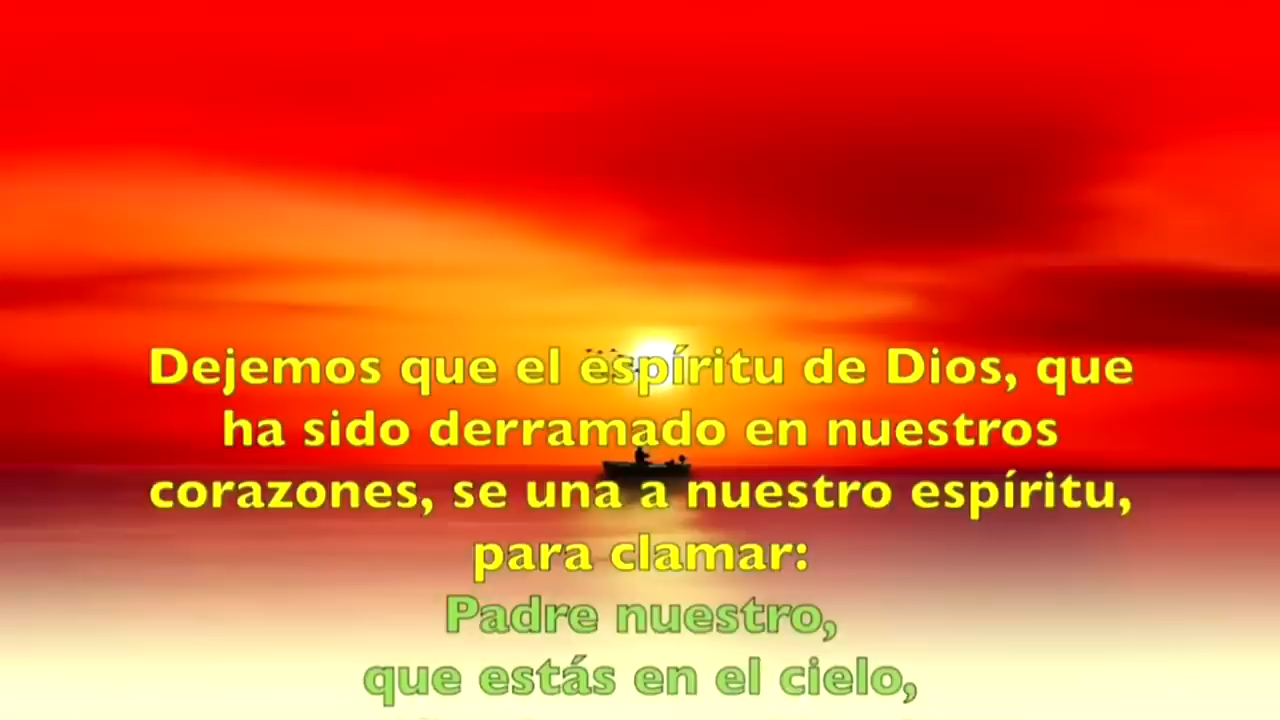 Dejemos que el espíritu de Dios, que
ha sido derramado en nuestros
corazones, se una a nuestro espíritu,
para clamar:
Padre nuestro,
que estás en el cielo,